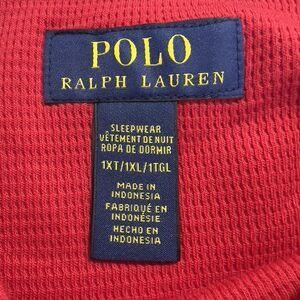 POLO
RALPH LAUREN
SLEEPWEAR
VÊTEMENT DE NUIT
ROPA DE DORMIR
1XT/1XL/1TGL
MADE IN
INDONESIA
FABRIQUÉ EN
INDONÉSIE
HECHO EN
INDONESIA